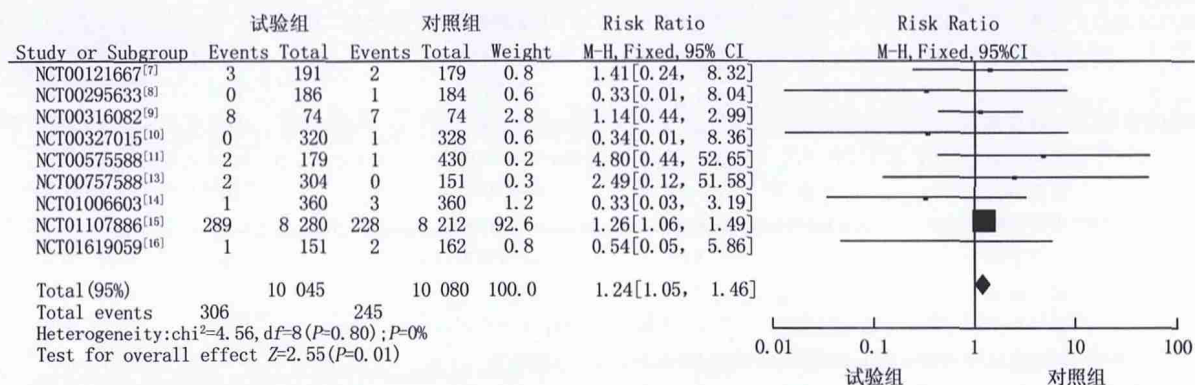 试验组 对照组 Risk Ratio Risk Ratio
Study or Subgroup Events Total Events Total Weight M-H, Fixed, 95% CI M-H, Fixed, 95%CI
NCT00121667[7] 3 191 2 179 0.8 1.41[0.24, 8.32]
NCT00295633[8] 0 186 1 184 0.6 0.33[0.01, 8.04]
NCT00316082[9] 8 74 7 74 2.8 1.14[0.44, 2.99]
NCT00327015[10] 0 320 1 328 0.6 0.34[0.01, 8.36]
NCT00575588[11] 2 179 1 430 0.2 4.80[0.44, 52.65]
NCT00757588[13] 2 304 0 151 0.3 2.49[0.12, 51.58]
NCT01006603[14] 1 360 3 360 1.2 0.33[0.03, 3.19]
NCT01107886[15] 289 8 280 228 8 212 92.6 1.26[1.06, 1.49]
NCT01619059[16] 1 151 2 162 0.8 0.54[0.05, 5.86]
Total(95%) 10 045 10 080 100.0 1.24[1.05, 1.46]
Total events 306 245
Heterogeneity:chi²=4.56, df=8(P=0.80);P=0%
Test for overall effect Z=2.55(P=0.01)
0.01 0.1 1 10 100
试验组 对照组